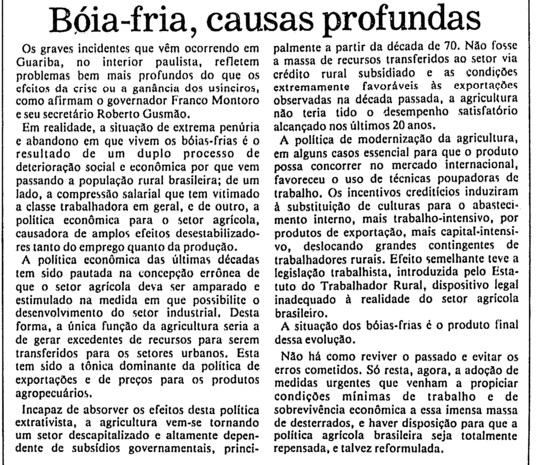 Bóia-fria, causas profundas
Os graves incidentes que vêm ocorrendo em
Guariba, no interior paulista, refletem
problemas bem mais profundos do que os
efeitos da crise ou a ganância dos usineiros,
como afirmam o governador Franco Montoro
e seu secretário Roberto Gusmão.
Em realidade, a situação de extrema penúria
e abandono em que vivem os bóias-frias é o
resultado de um duplo processo de
deterioração social e econômica por que vem
passando a população rural brasileira; de um
lado, a compressão salarial que tem vitimado
a classe trabalhadora em geral, e de outro, a
política econômica para o setor agrícola,
causadora de amplos efeitos desestabilizado-
res tanto do emprego quanto da produção.
A política econômica das últimas décadas
tem sido pautada na concepção errônea de
que o setor agrícola deva ser amparado e
estimulado na medida em que possibilite o
desenvolvimento do setor industrial. Desta
forma, a única função da agricultura seria a
de gerar excedentes de recursos para serem
transferidos para os setores urbanos. Esta
tem sido a tônica dominante da política de
exportações e de preços para os produtos
agropecuários.
Incapaz de absorver os efeitos desta política
extrativista, a agricultura vem-se tornando
um setor descapitalizado e altamente depen-
dente de subsídios governamentais, princi-
palmente a partir da década de 70. Não fosse
a massa de recursos transferidos ao setor via
crédito rural subsidiado e as condições
extremamente favoráveis às exportações
observadas na década passada, a agricultura
não teria tido o desempenho satisfatório
alcançado nos últimos 20 anos.
A política de modernização da agricultura,
em alguns casos essencial para que o produto
possa concorrer no mercado internacional,
favoreceu o uso de técnicas poupadoras de
trabalho. Os incentivos creditícios induziram
à substituição de culturas para o abasteci-
mento interno, mais trabalho-intensivo, por
produtos de exportação, mais capital-intensi-
vo, deslocando grandes contingentes de
trabalhadores rurais. Efeito semelhante teve a
legislação trabalhista, introduzida pelo Esta-
tuto do Trabalhador Rural, dispositivo legal
inadequado à realidade do setor agrícola
brasileiro.
A situação dos bóias-frias é o produto final
dessa evolução.
Não há como reviver o passado e evitar os
erros cometidos. Só resta, agora, a adoção de
medidas urgentes que venham a propiciar
condições mínimas de trabalho e de
sobrevivência econômica a essa imensa massa
de desterrados, e haver disposição para que a
política agrícola brasileira seja totalmente
repensada, e talvez reformulada.